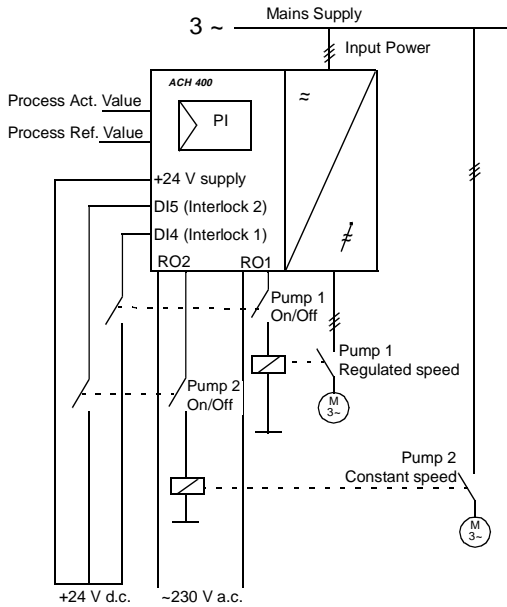 Mains Supply
3 ~
Input Power
ACH 400
≈
Process Act. Value
PI
Process Ref. Value
+24 V supply
DI5 (Interlock 2)
DI4 (Interlock 1)
RO2
RO1
Pump 1
On/Off
Pump 1
Regulated speed
M
3~
Pump 2
On/Off
Pump 2
Constant speed
M
3~
+24 V d.c.
~230 V a.c.